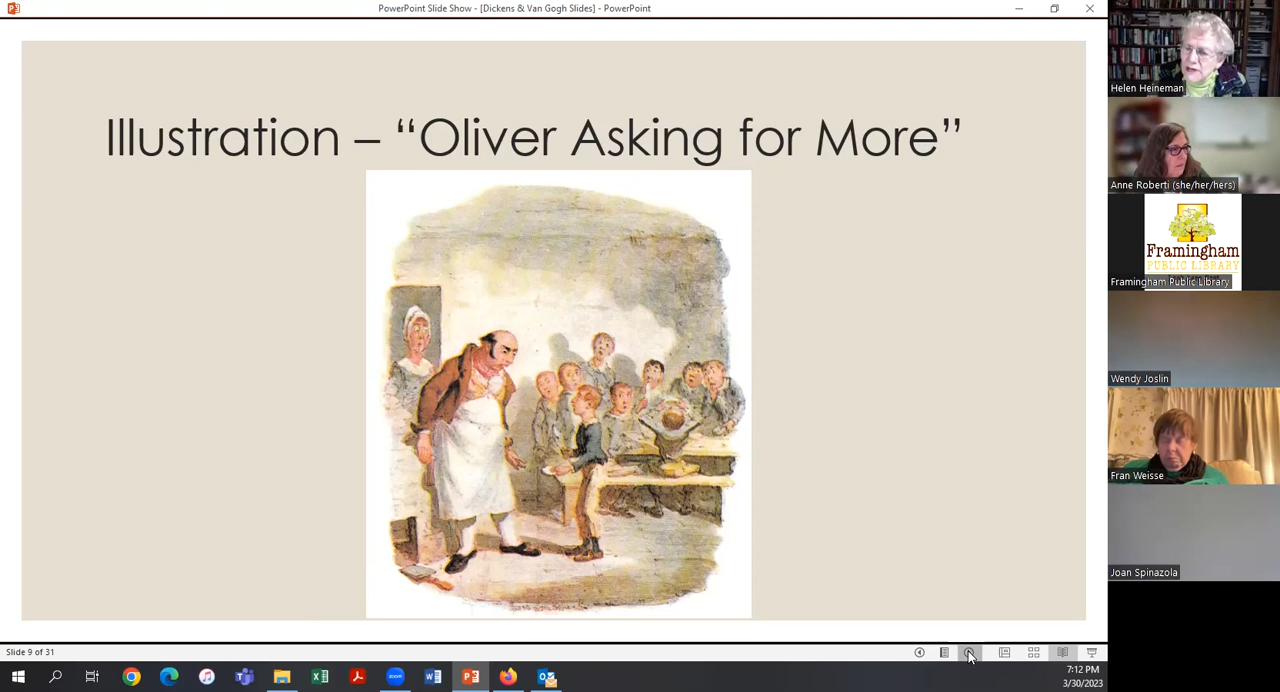 PowerPoint Slide Show - [Dickens & Van Gogh Slides] - PowerPoint
Illustration – “Oliver Asking for More”
Helen Heineman
Anne Roberti (she/her/hers)
Framingham
PUBLIC LIBRARY
Framingham Public Library
Wendy Joslin
Fran Weisse
Joan Spinazola
Slide 9 of 31
zoom
7:12 PM
3/30/2023